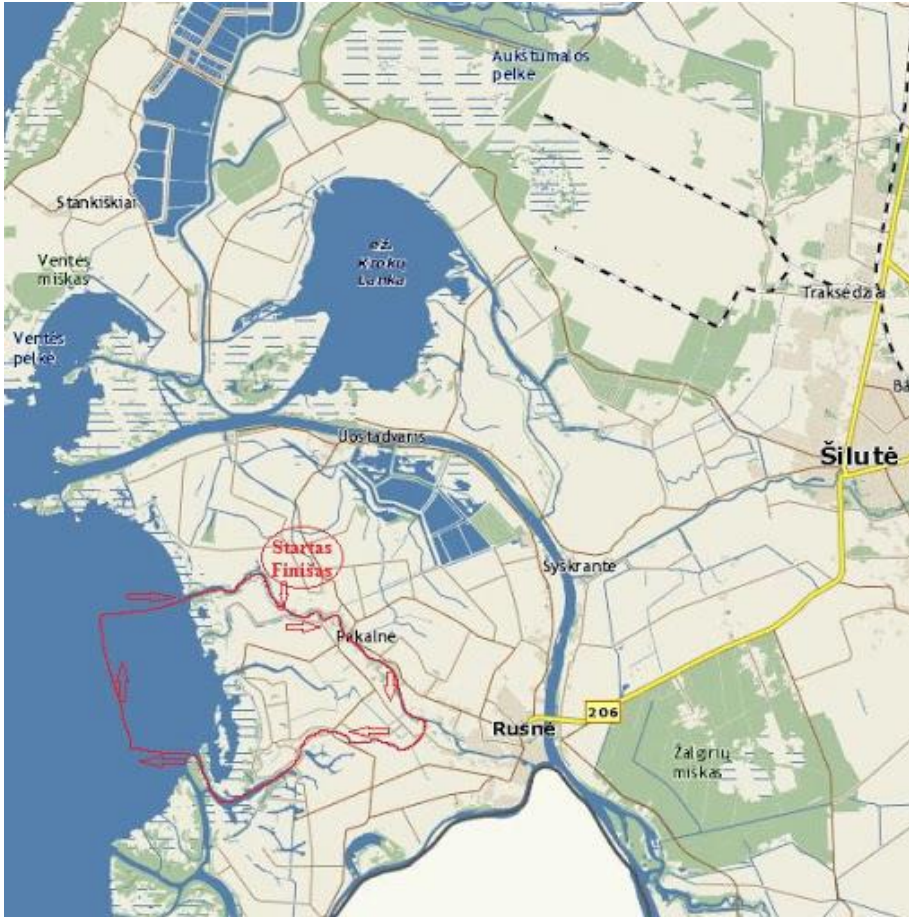 Aukštumalos
pelkė
Stankiškiai
ež.
Kroku
Lanka
Ventės
miškas
Traksėdžiai
Ventės
pelkė
Uostadvaris
Šilutė
Startas
Finišas
Syškrantė
Pakalnė
206
Rusnė
Žalgirių
miškas